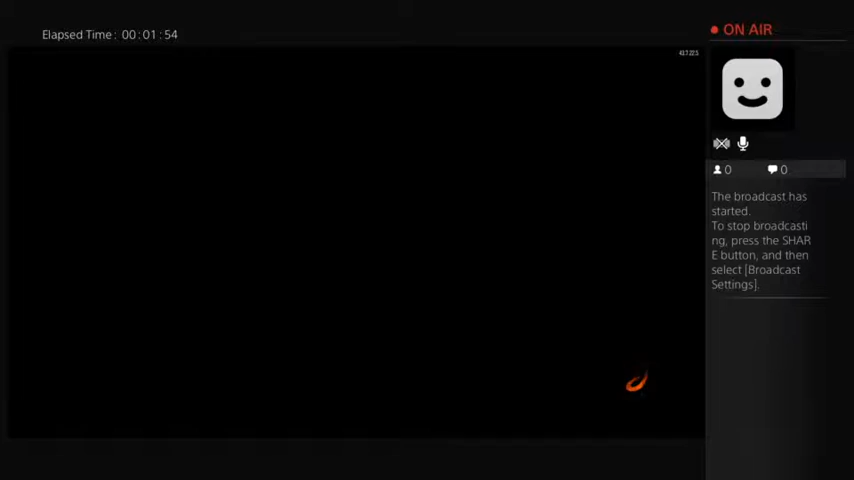 Elapsed Time: 00:01:54
ON AIR
0 0
The broadcast has
started.
To stop broadcasti
ng, press the SHAR
E button, and then
select [Broadcast
Settings].